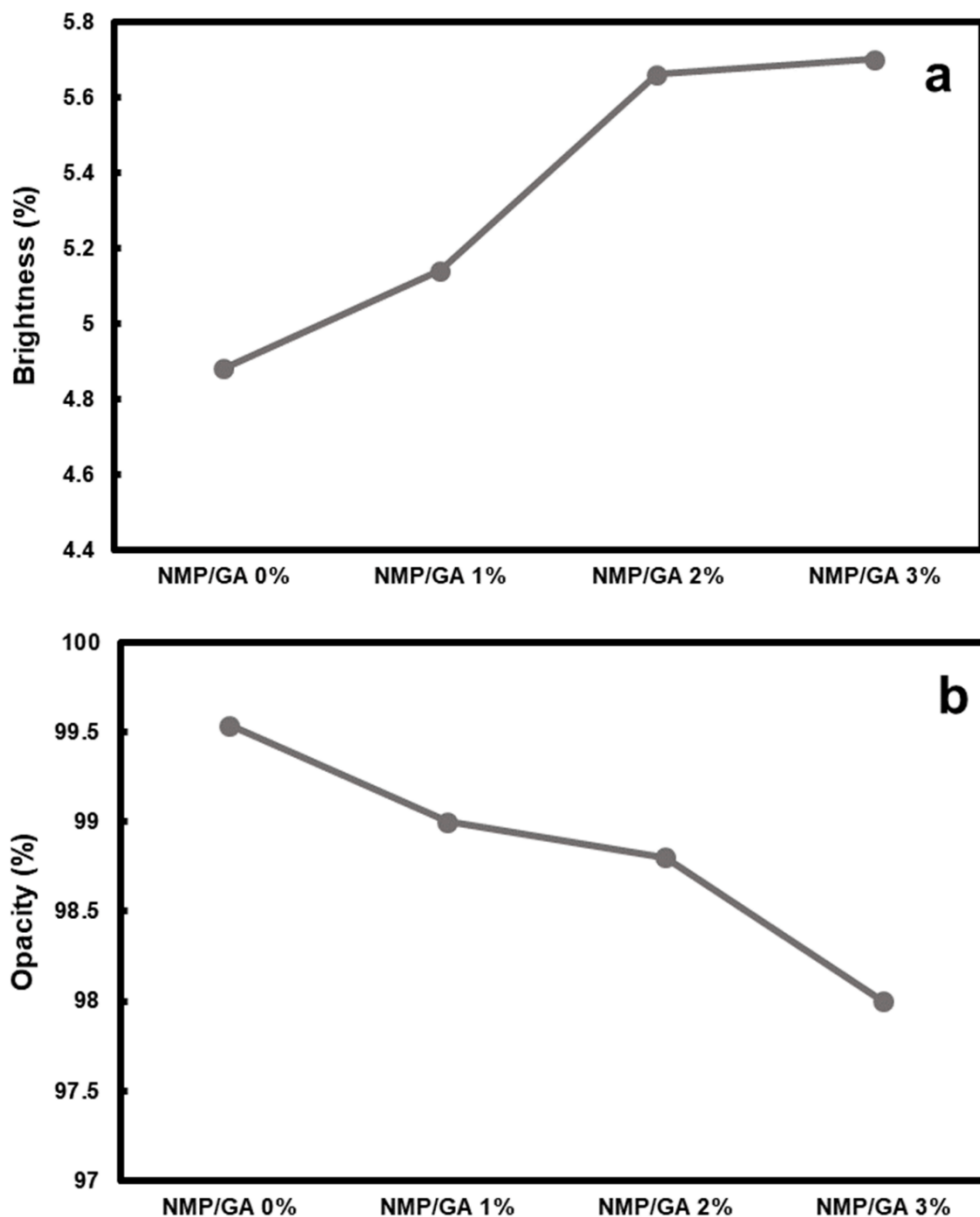 5.8
a
5.6
5.4
5.2
5
4.8
4.6
4.4
Brightness (%)
NMP/GA 0% NMP/GA 1% NMP/GA 2% NMP/GA 3%
100
b
99.5
99
98.5
98
97.5
97
Opacity (%)
NMP/GA 0% NMP/GA 1% NMP/GA 2% NMP/GA 3%